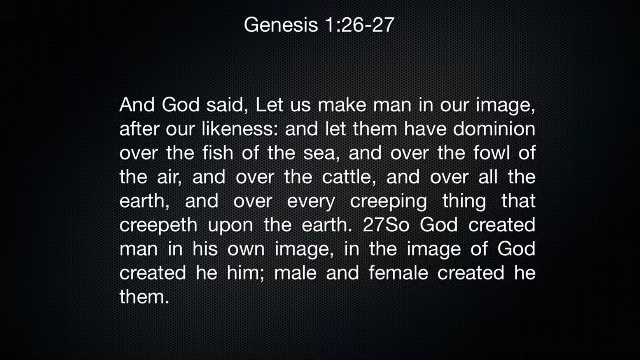 Genesis 1:26-27
And God said, Let us make man in our image,
after our likeness: and let them have dominion
over the fish of the sea, and over the fowl of
the air, and over the cattle, and over all the
earth, and over every creeping thing that
creepeth upon the earth. 27So God created
man in his own image, in the image of God
created he him; male and female created he
them.